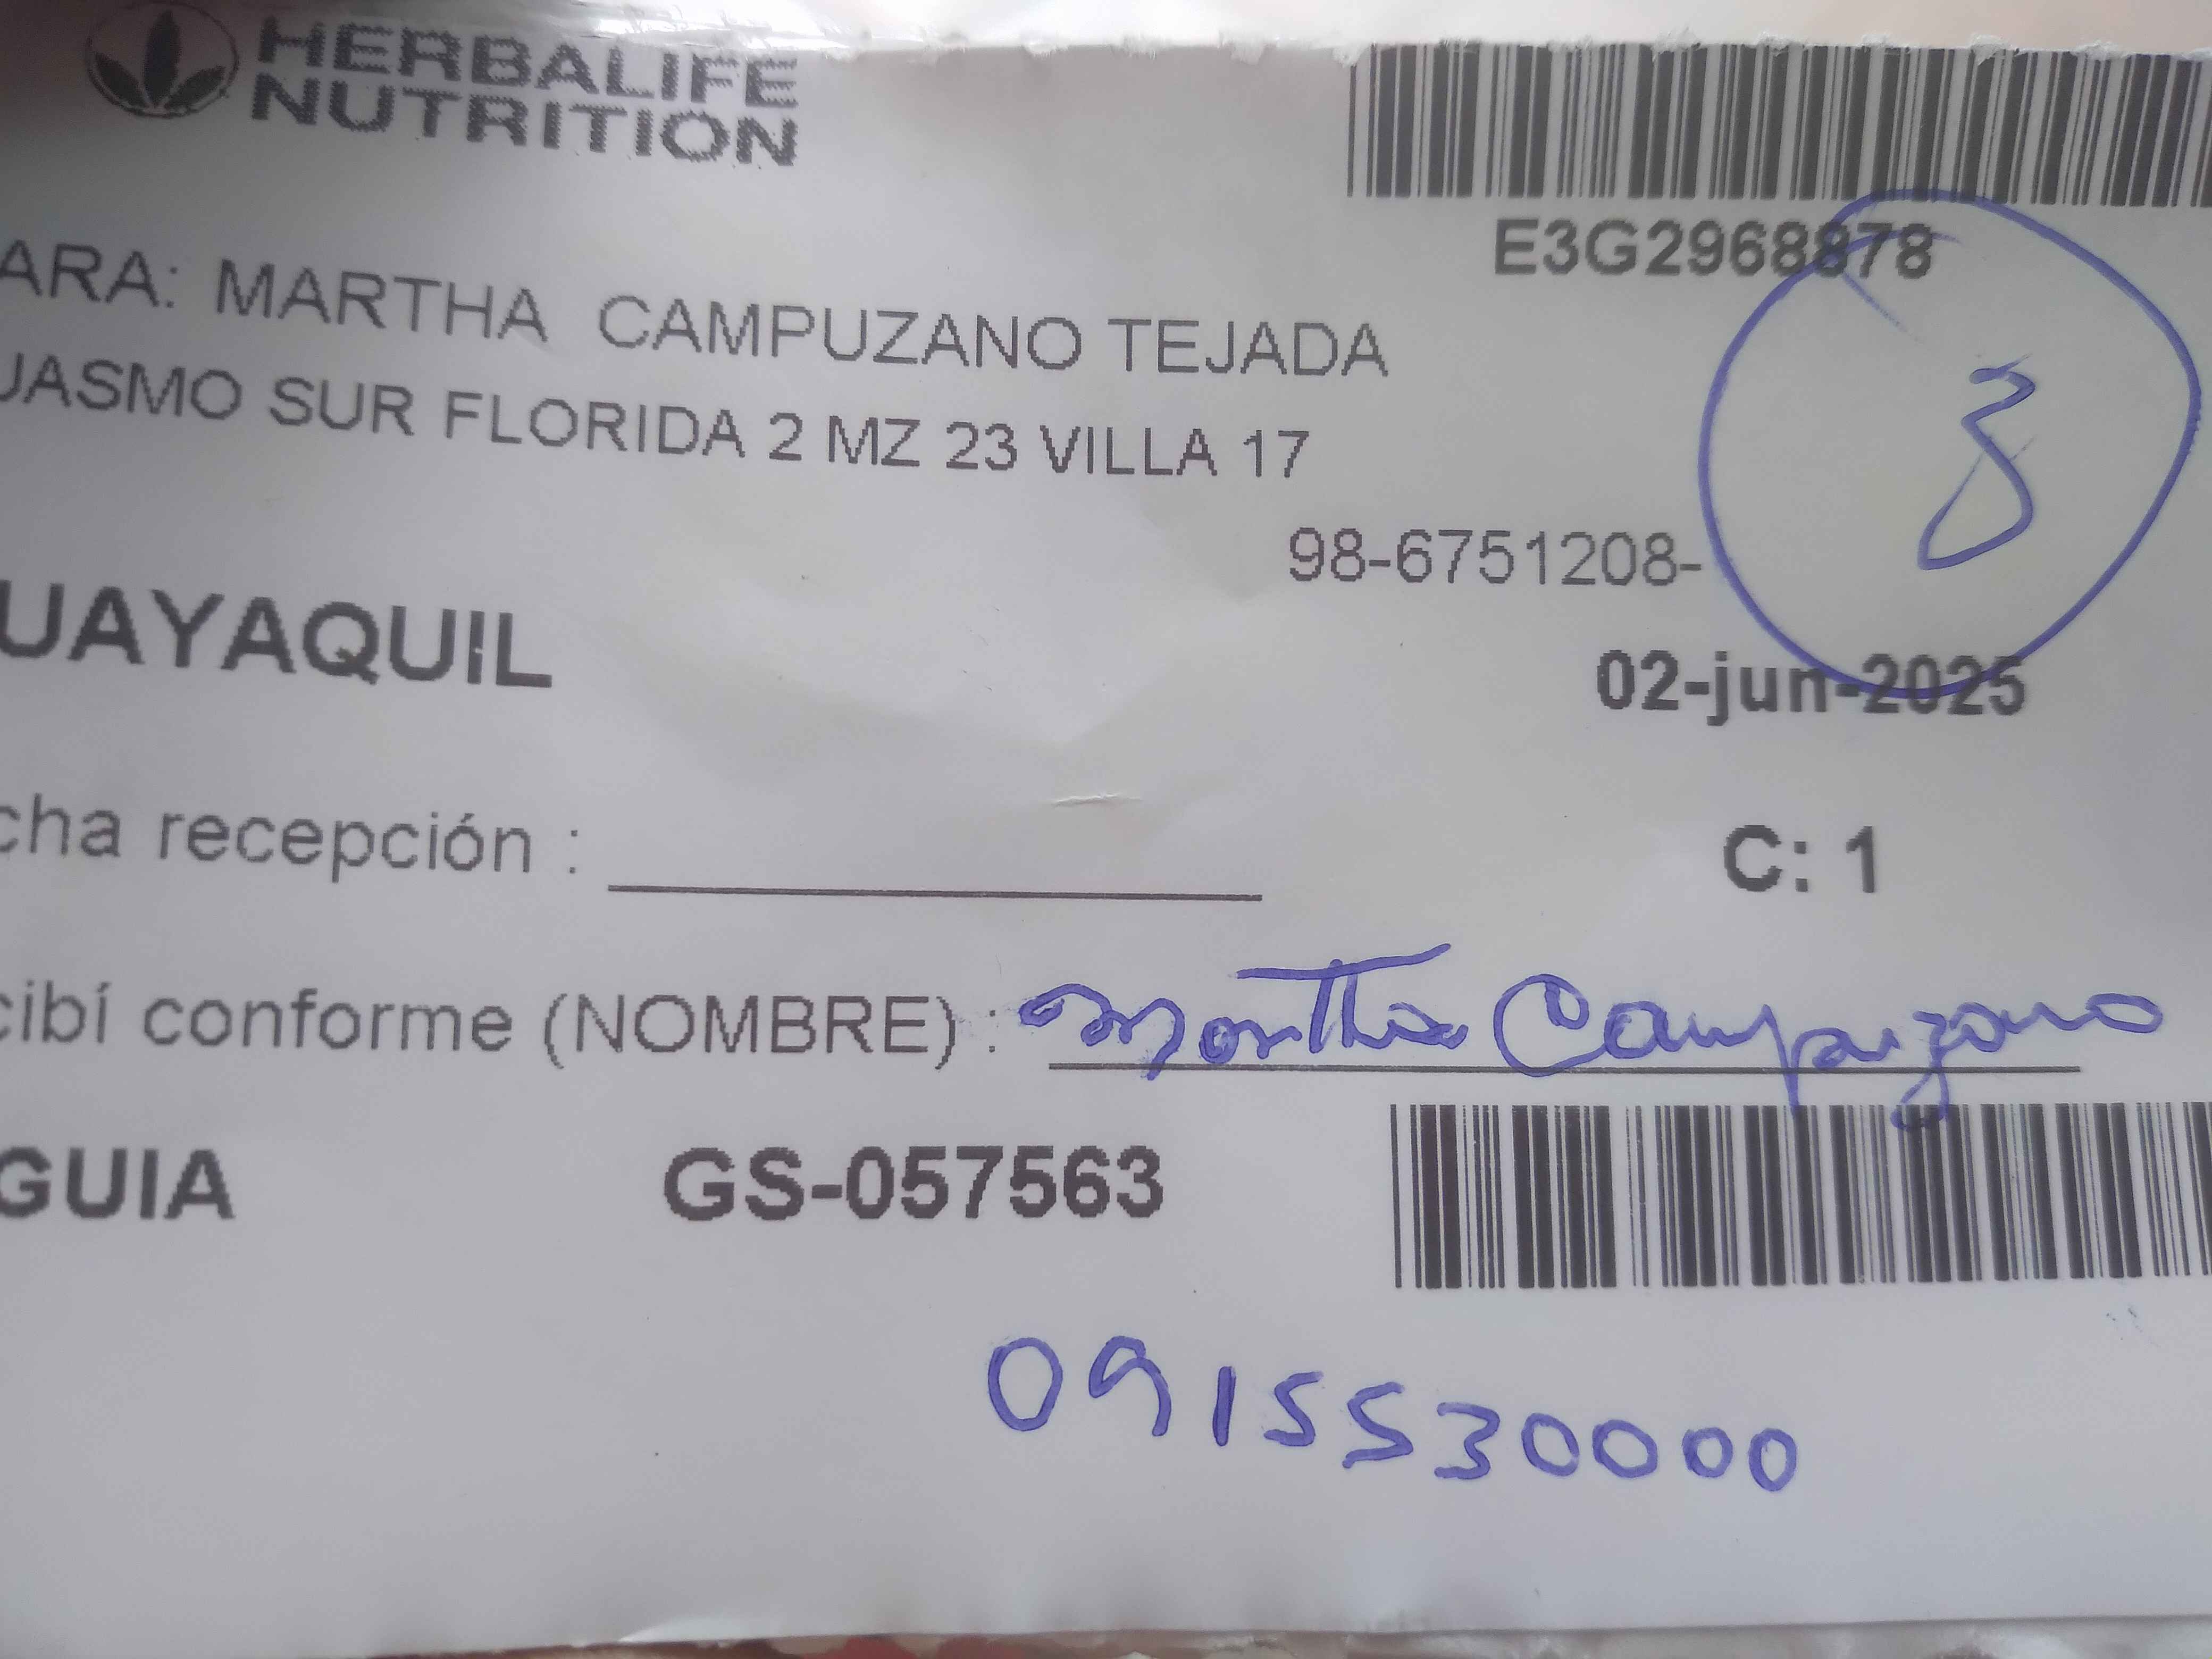 HERBALIFE
NUTRITION
E3G2968878
ARA: MARTHA CAMPUZANO TEJADA
UASMO SUR FLORIDA 2 MZ 23 VILLA 17
8
98-6751208-
UAYAQUIL
02-jun-2025
cha recepción :
C: 1
cibí conforme (NOMBRE) : Martha Campuzano
GUIA GS-057563
0915530000